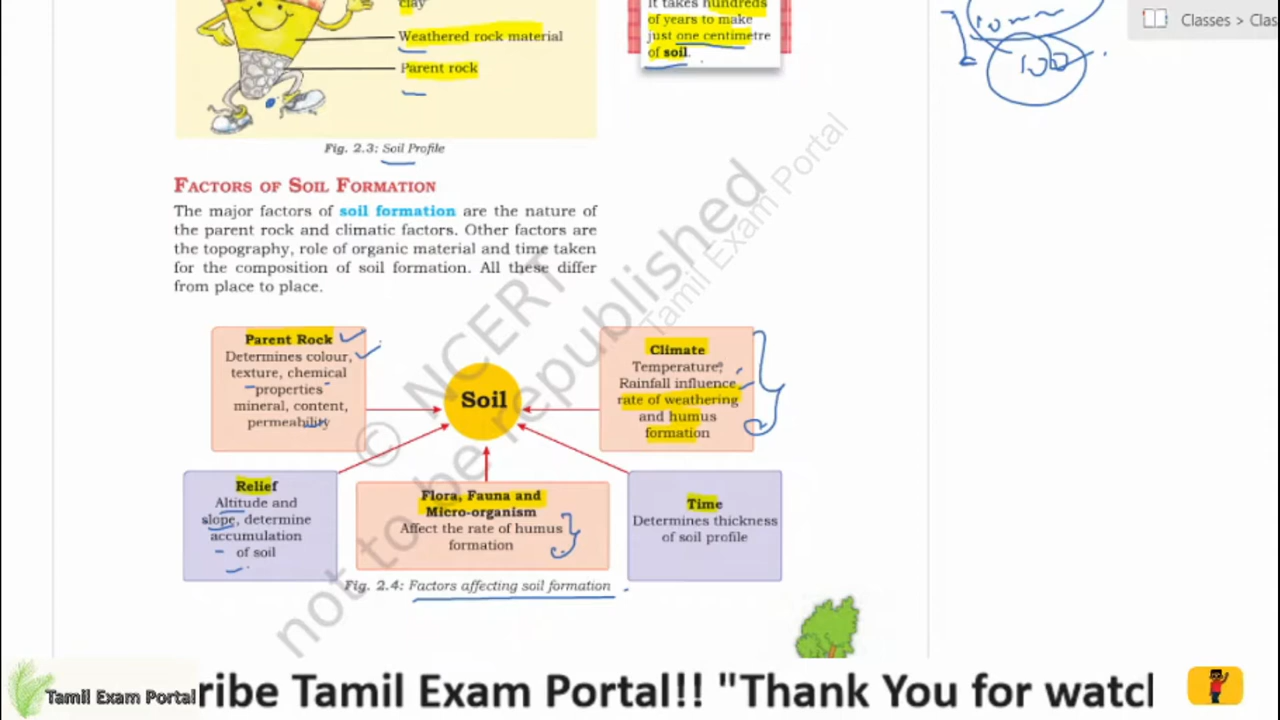 clay
Weathered rock material
Parent rock
Fig. 2.3: Soil Profile
It takes hundreds
of years to make
just one centimetre
of soil.
10mm
100
Classes > Clas
FACTORS OF SOIL FORMATION
The major factors of soil formation are the nature of
the parent rock and climatic factors. Other factors are
the topography, role of organic material and time taken
for the composition of soil formation. All these differ
from place to place.
Parent Rock
Determines colour,
texture, chemical
properties
mineral, content,
permeability
Soil
Climate
Temperature,
Rainfall influence
rate of weathering
and humus
formation
Relief
Altitude and
slope, determine
accumulation
of soil
Flora, Fauna and
Micro-organism
Affect the rate of humus
formation
Time
Determines thickness
of soil profile
Fig. 2.4: Factors affecting soil formation
© NCERT
not to be republished
Tamil Exam Portal
Tamil Exam Portal
ribe Tamil Exam Portal!! "Thank You for watcl